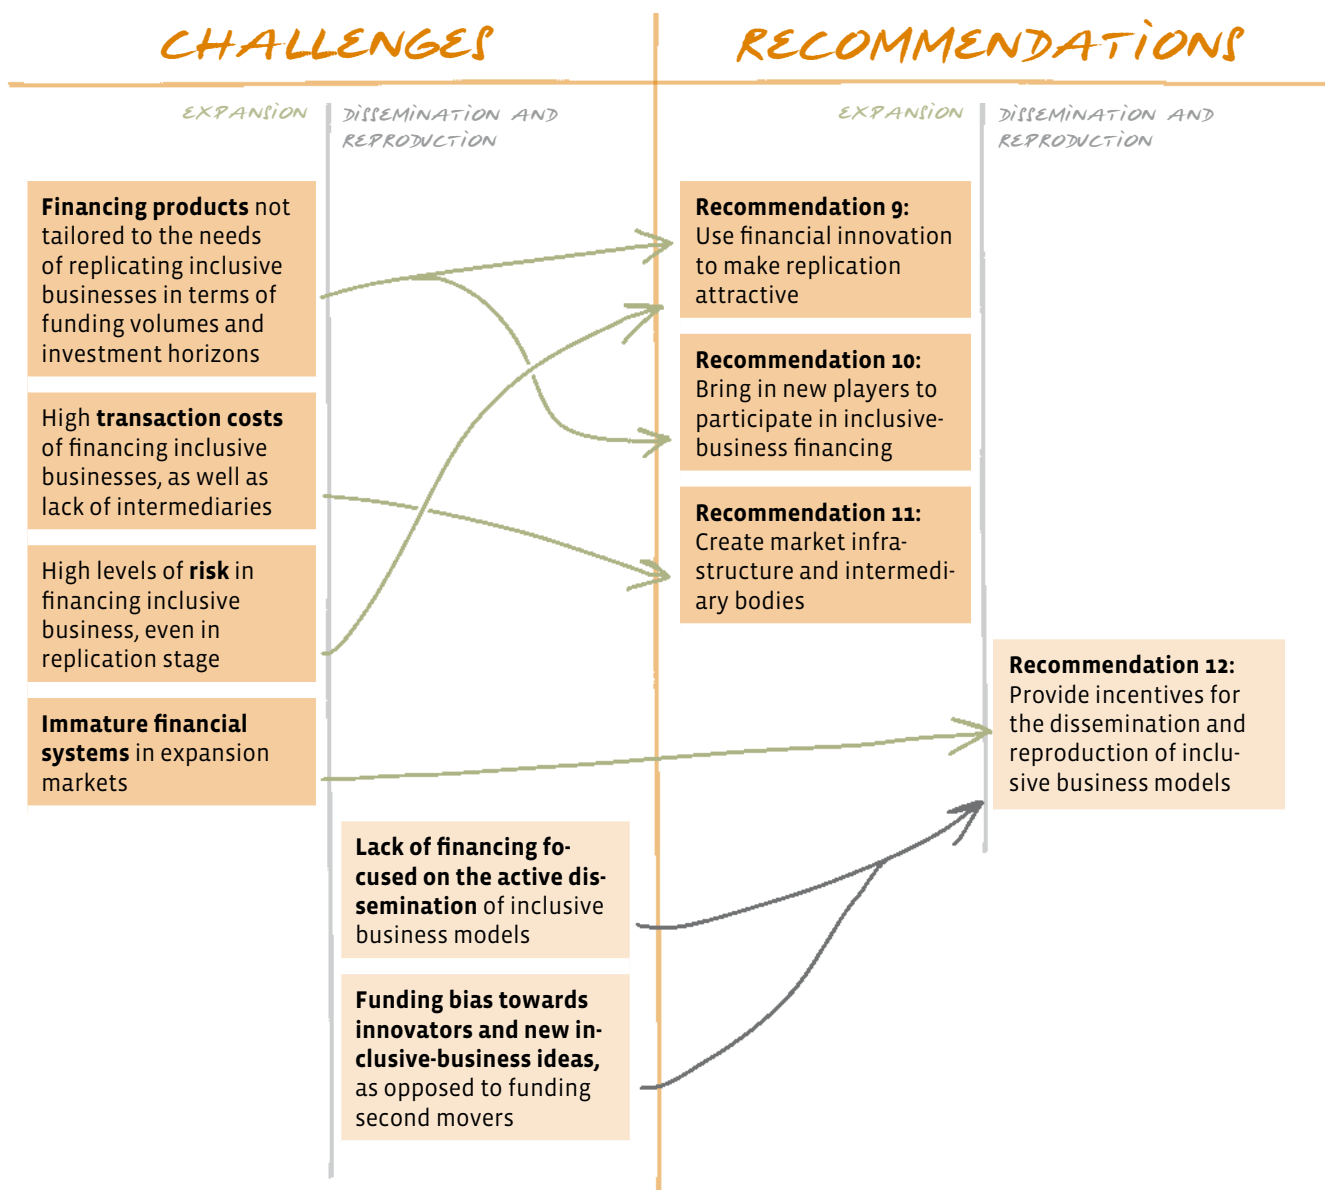 CHALLENGES
RECOMMENDATIONS
EXPANSION
DISSEMINATION AND
REPRODUCTION
EXPANSION
DISSEMINATION AND
REPRODUCTION
Financing products not
tailored to the needs
of replicating inclusive
businesses in terms of
funding volumes and
investment horizons
High transaction costs
of financing inclusive
businesses, as well as
lack of intermediaries
High levels of risk in
financing inclusive
business, even in
replication stage
Immature financial
systems in expansion
markets
Lack of financing fo-
cused on the active dis-
semination of inclusive
business models
Funding bias towards
innovators and new in-
clusive-business ideas,
as opposed to funding
second movers
Recommendation 9:
Use financial innovation
to make replication
attractive
Recommendation 10:
Bring in new players to
participate in inclusive-
business financing
Recommendation 11:
Create market infra-
structure and intermedi-
ary bodies
Recommendation 12:
Provide incentives for
the dissemination and
reproduction of inclu-
sive business models